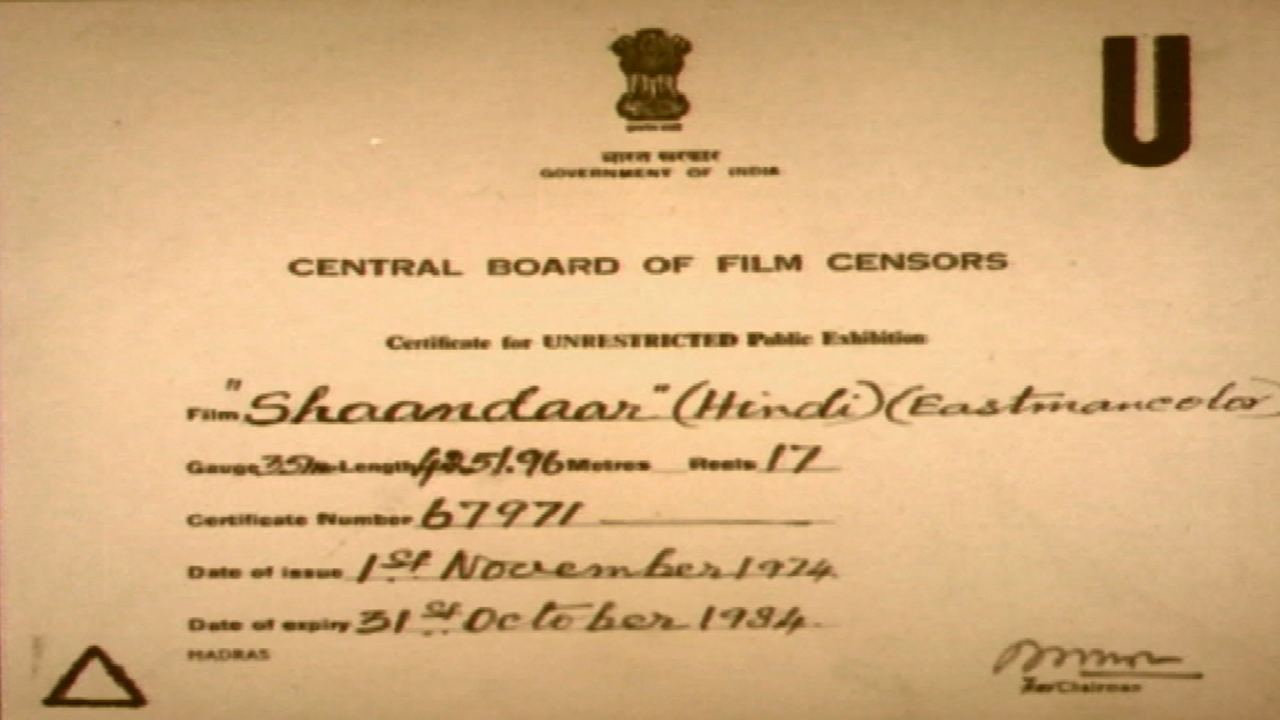 U
भारत सरकार
GOVERNMENT OF INDIA
CENTRAL BOARD OF FILM CENSORS
Certificate for UNRESTRICTED Public Exhibition
Film "Shaandaar" (Hindi) (Eastmancolor)
Gauge 35m Length 4251.96 Metres Reels 17
Certificate Number 67971
Date of issue 1st November 1974
Date of expiry 31st October 1984
MADRAS
For Chairman